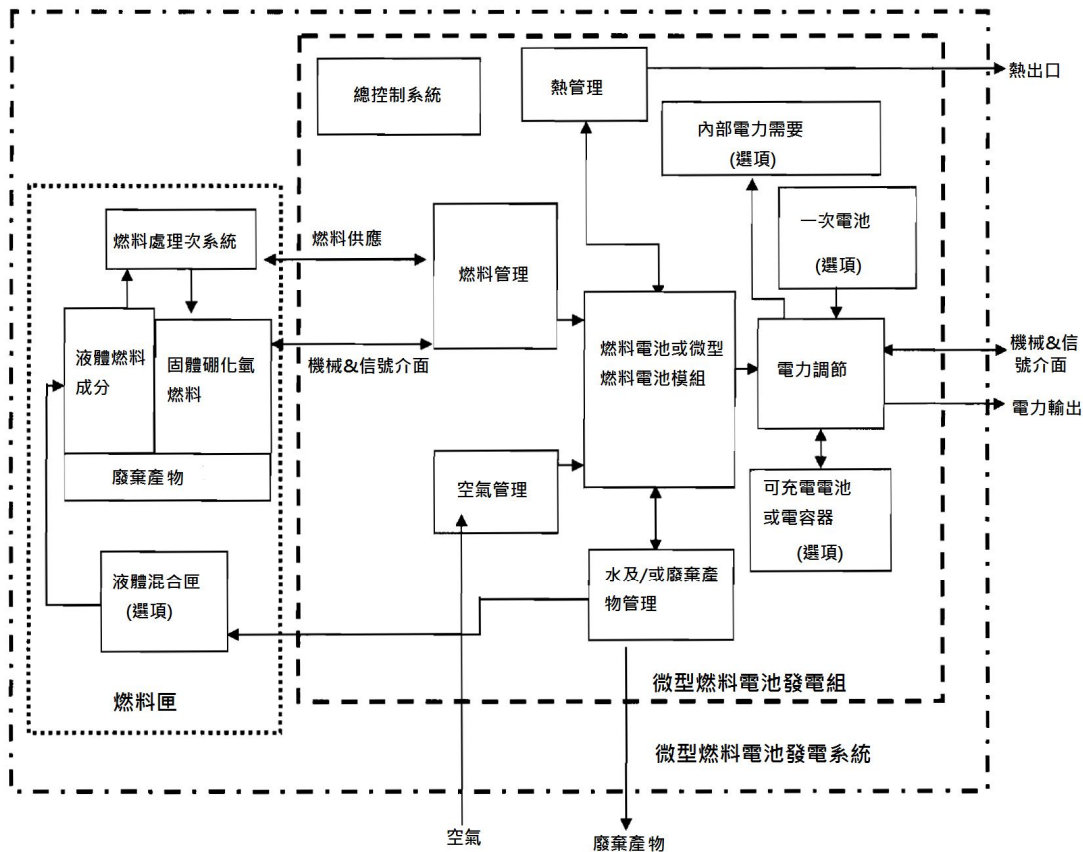 熱出口
熱管理
總控制系統
內部電力需要
(選項)
一次電池
(選項)
燃料處理次系統
燃料供應
燃料管理
液體燃料
成分
固體硼化氫
燃料
機械&信號介面
燃料電池或微型
燃料電池模組
電力調節
機械&信
號介面
電力輸出
廢棄產物
空氣管理
可充電電池
或電容器
(選項)
液體混合匣
(選項)
水及/或廢棄產
物管理
燃料匣
微型燃料電池發電組
微型燃料電池發電系統
空氣
廢棄產物